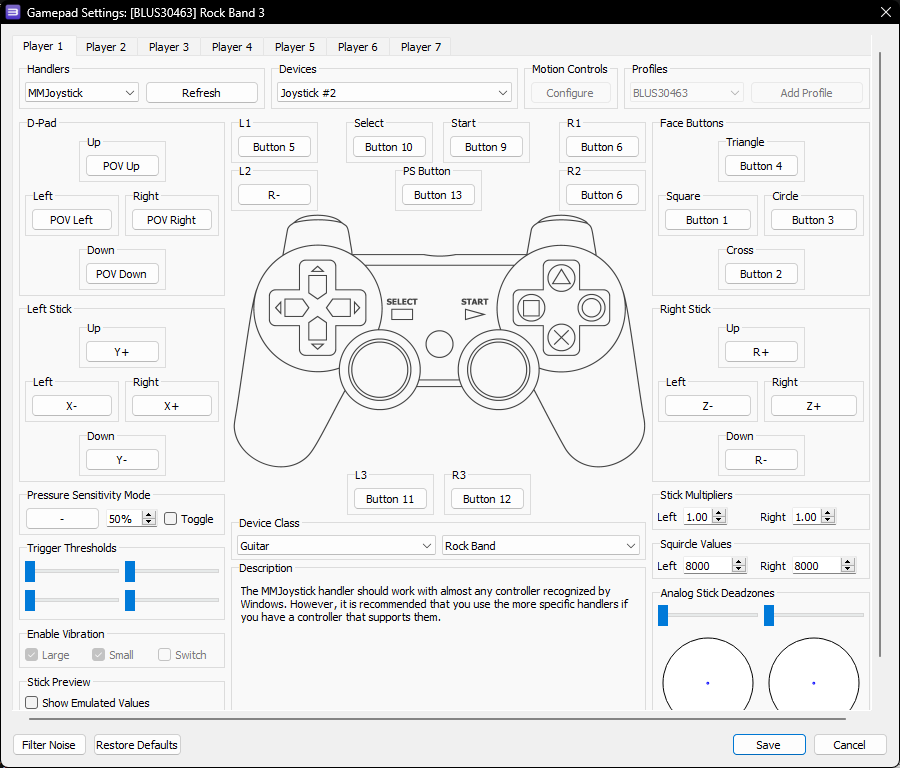 Gamepad Settings: [BLUS30463] Rock Band 3
Player 1 Player 2 Player 3 Player 4 Player 5 Player 6 Player 7
Handlers
MMJoystick Refresh
Devices
Joystick #2
Motion Controls
Configure
Profiles
BLUS30463 Add Profile
D-Pad
Up
POV Up
Left
POV Left
Right
POV Right
Down
POV Down
Left Stick
Up
Y+
Left
X-
Right
X+
Down
Y-
Pressure Sensitivity Mode
- 50% Toggle
Trigger Thresholds
Enable Vibration
Large Small Switch
Stick Preview
Show Emulated Values
L1
Button 5
Select
Button 10
Start
Button 9
R1
Button 6
L2
R-
PS Button
Button 13
R2
Button 6
SELECT START
L3
Button 11
R3
Button 12
Device Class
Guitar Rock Band
Description
The MMJoystick handler should work with almost any controller recognized by
Windows. However, it is recommended that you use the more specific handlers if
you have a controller that supports them.
Face Buttons
Triangle
Button 4
Square
Button 1
Circle
Button 3
Cross
Button 2
Right Stick
Up
R+
Left
Z-
Right
Z+
Down
R-
Stick Multipliers
Left 1.00 Right 1.00
Squircle Values
Left 8000 Right 8000
Analog Stick Deadzones
Filter Noise Restore Defaults Save Cancel